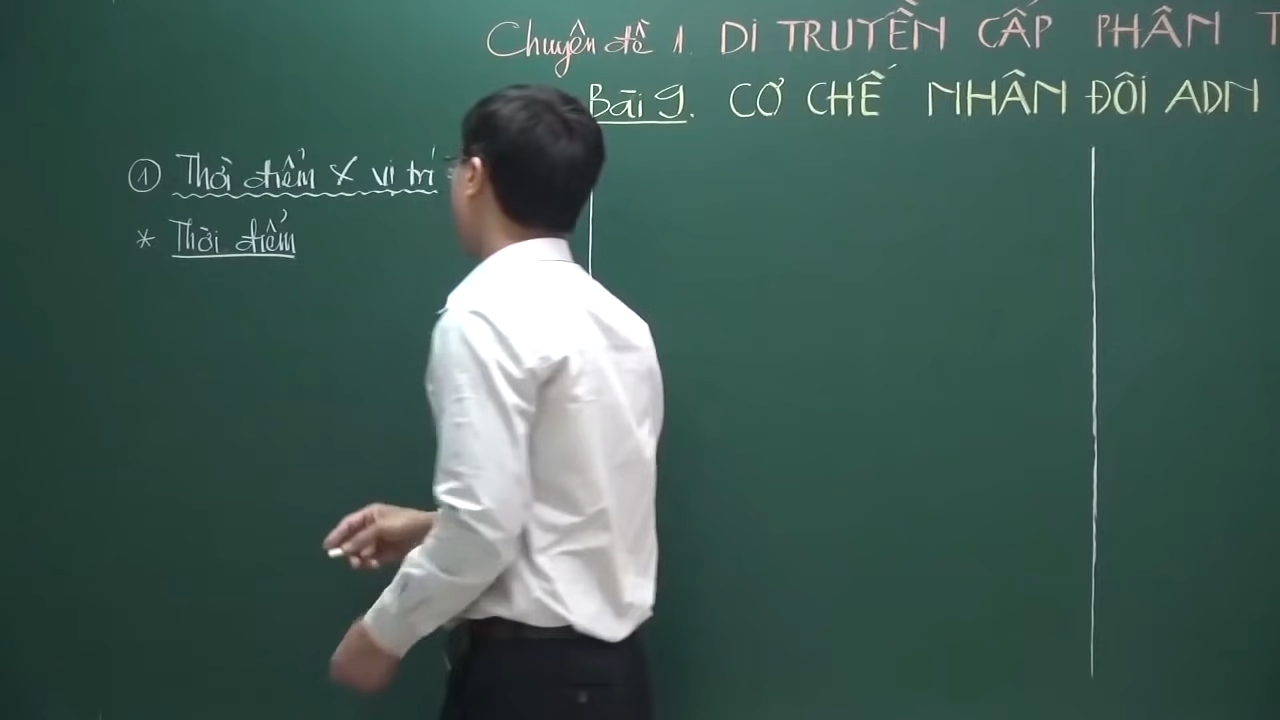 Chuyên đề 1. DI TRUYỀN CẤP PHÂN T
Bài 9. CƠ CHẾ NHÂN ĐÔI ADN
① Thời điểm & vị trí
* Thời điểm